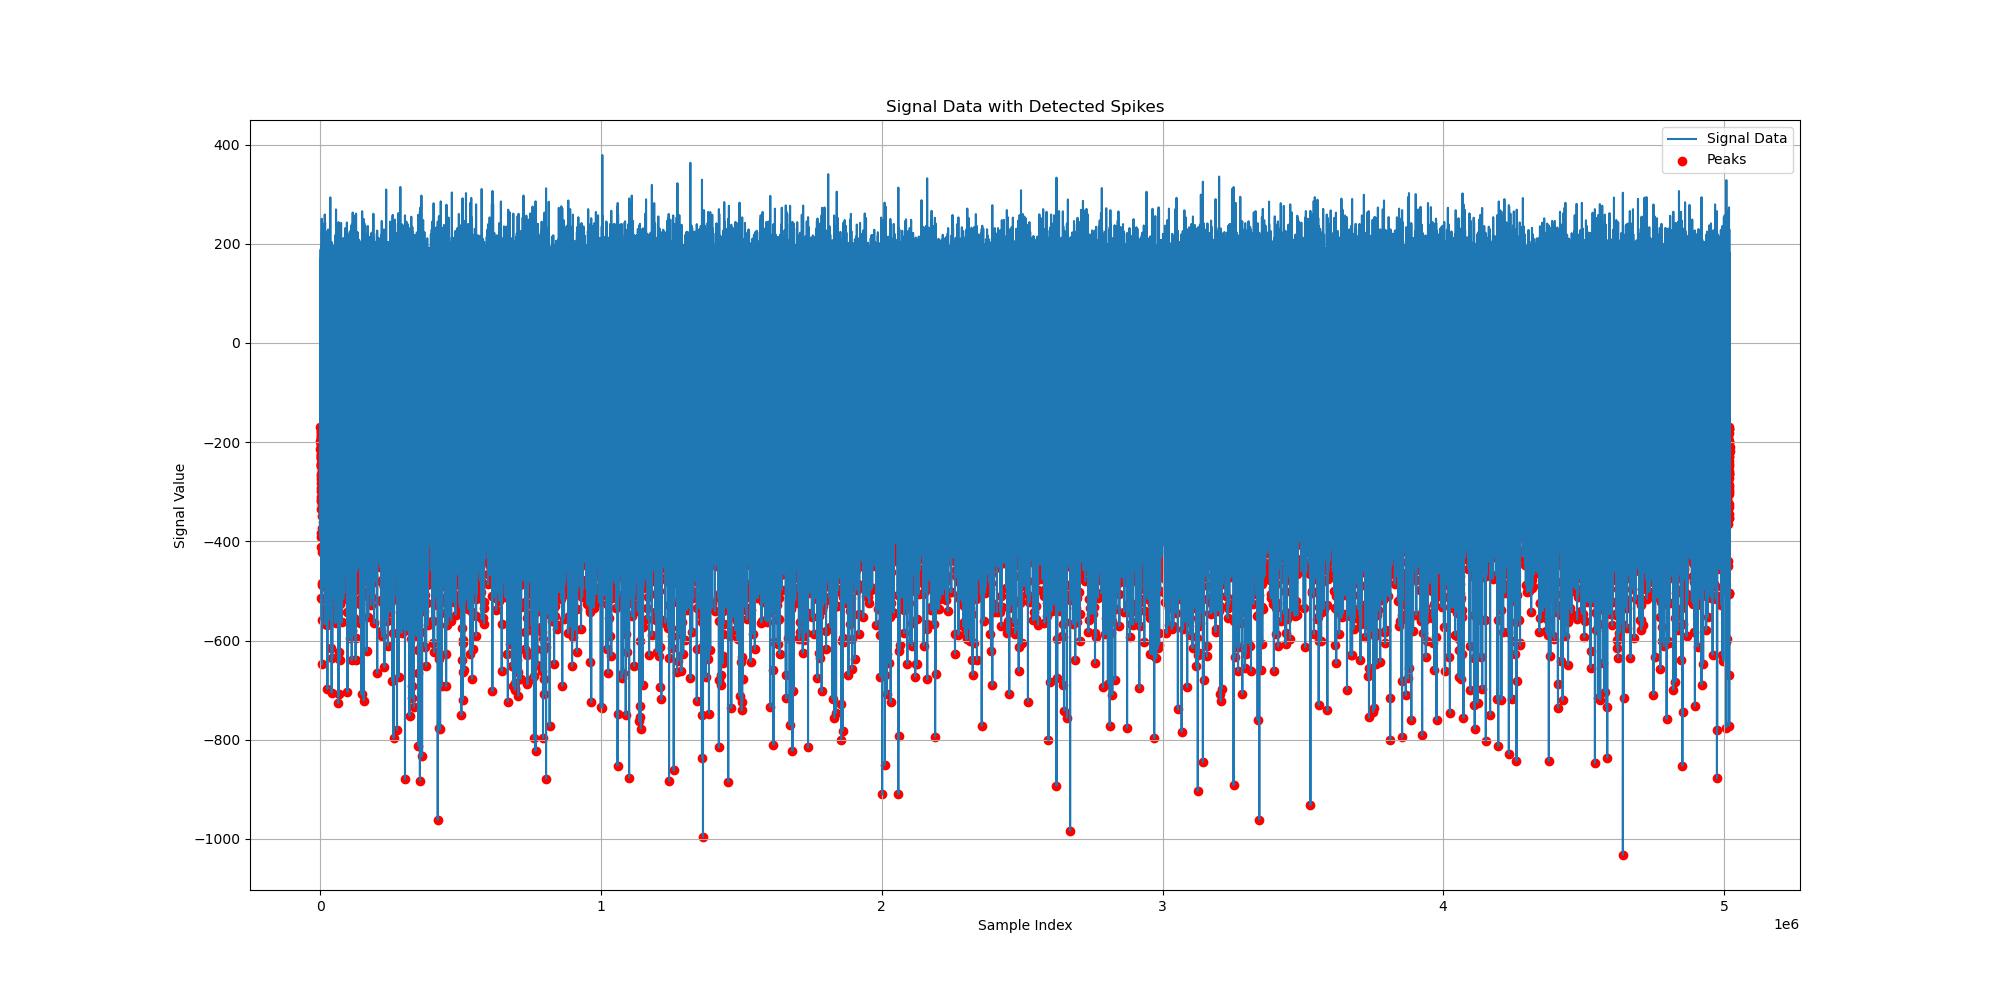 Signal Data with Detected Spikes
Signal Data
Peaks
400
200
0
−200
−400
−600
−800
−1000
Signal Value
0
1
2
3
4
5
1e6
Sample Index